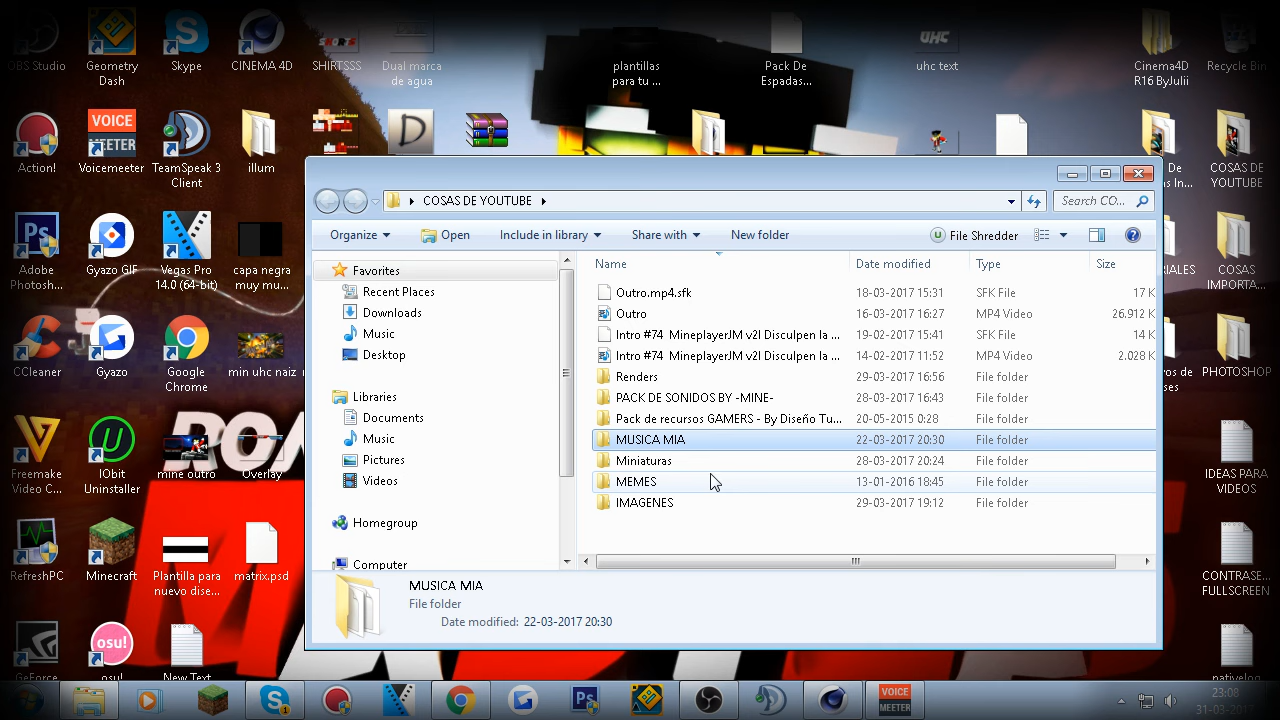 OBS Studio
Geometry
Dash
Skype
CINEMA 4D
SHIRTSSS
Dual marca
de agua
plantillas
para tu ...
Pack De
Espadas...
UHC
uhc text
Cinema4D
R16 ByJulii
Recycle Bin
Action!
VOICE
MEETER
Voicemeeter
TeamSpeak 3
Client
illum
D
De
as In...
COSAS DE
YOUTUBE
Ps
Adobe
Photosh...
Gyazo GIF
Vegas Pro
14.0 (64-bit)
capa negra
muy mu...
COSAS
IMPORTA...
CCleaner
Gyazo
Google
Chrome
min uhc naiz
PHOTOSHOP
Freemake
Video C...
IObit
Uninstaller
mine outro
Overlay
IDEAS PARA
VIDEOS
RefreshPC
Minecraft
Plantilla para
nuevo dise...
matrix.psd
CONTRASE...
FULLSCREEN
GeForce
osu!
osu!
New Text
nativelog
COSAS DE YOUTUBE
Search CO...
Organize
Open
Include in library
Share with
New folder
File Shredder
Favorites
Recent Places
Downloads
Music
Desktop
Libraries
Documents
Music
Pictures
Videos
Homegroup
Computer
Name Date modified Type Size
Outro.mp4.sfk 18-03-2017 15:31 SFK File 17 K
Outro 16-03-2017 16:27 MP4 Video 26.912 K
Intro #74 MineplayerJM v2l Disculpen la ... 19-02-2017 15:41 SFK File 14 K
Intro #74 MineplayerJM v2l Disculpen la ... 14-02-2017 11:52 MP4 Video 2.028 K
Renders 29-03-2017 16:56 File folder
PACK DE SONIDOS BY -MINE- 28-03-2017 16:43 File folder
Pack de recursos GAMERS - By Diseño Tu... 20-05-2015 0:28 File folder
MUSICA MIA 22-03-2017 20:30 File folder
Miniaturas 28-03-2017 20:24 File folder
MEMES 13-01-2016 18:45 File folder
IMAGENES 29-03-2017 19:12 File folder
MUSICA MIA
File folder
Date modified: 22-03-2017 20:30
Ps
VOICE
MEETER
23:08
31-03-2017